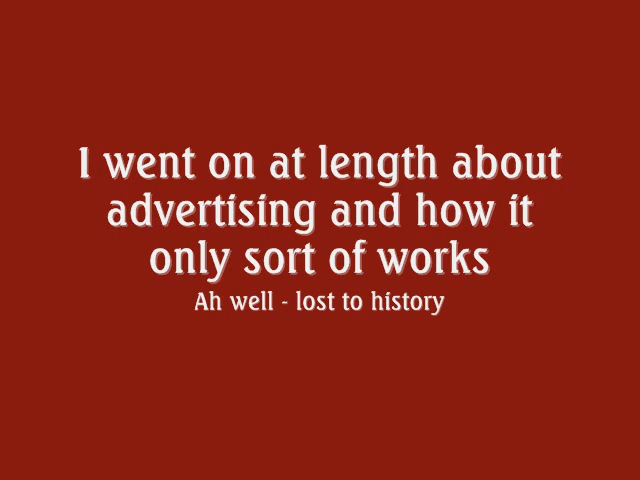 I went on at length about
advertising and how it
only sort of works
Ah well - lost to history